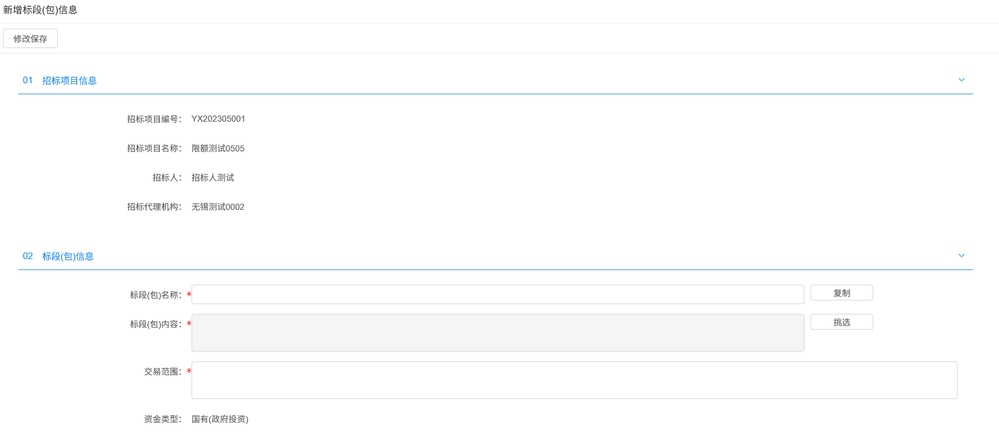 新增标段(包)信息
修改保存
01 招标项目信息
招标项目编号： YX202305001
招标项目名称： 限额测试0505
招标人： 招标人测试
招标代理机构： 无锡测试0002
02 标段(包)信息
标段(包)名称：* 复制
标段(包)内容：* 挑选
交易范围：*
资金类型： 国有(政府投资)